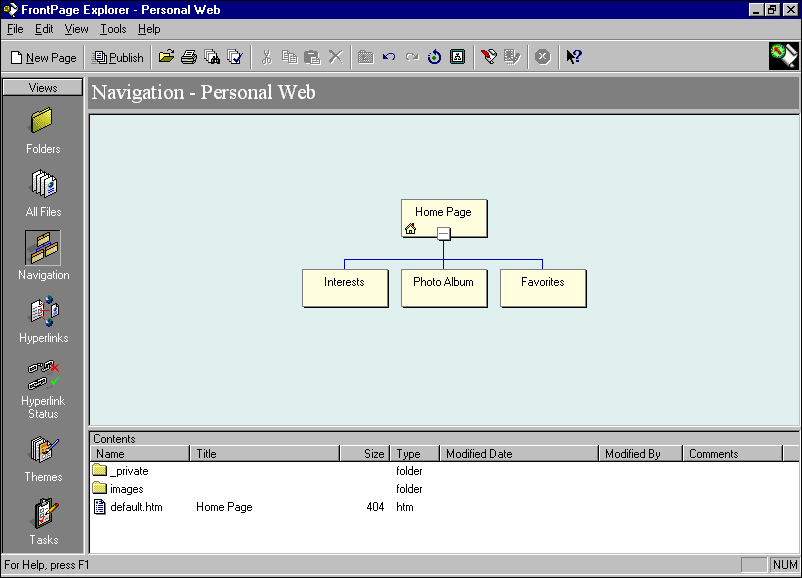 FrontPage Explorer - Personal Web
File Edit View Tools Help
New Page Publish
Views
Navigation - Personal Web
Folders
All Files
Navigation
Hyperlinks
Hyperlink
Status
Themes
Tasks
Home Page
Interests Photo Album Favorites
Contents
Name Title Size Type Modified Date Modified By Comments
_private folder
images folder
default.htm Home Page 404 htm
For Help, press F1 NUM